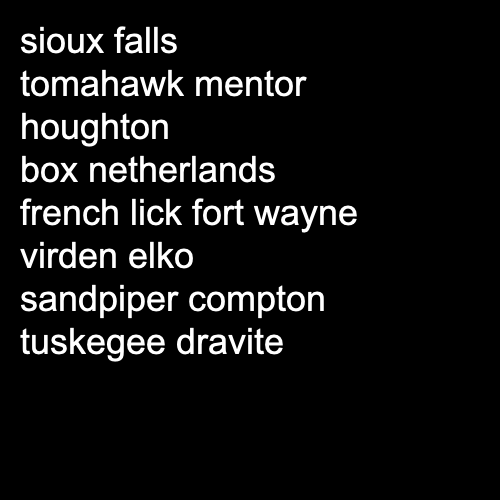 sioux falls
tomahawk mentor
houghton
box netherlands
french lick fort wayne
virden elko
sandpiper compton
tuskegee dravite